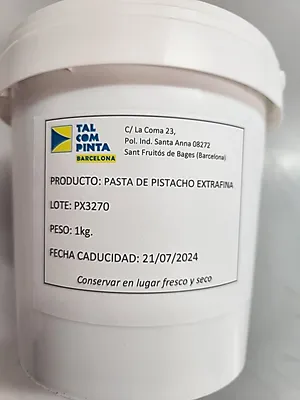 TAL
COM
PINTA
BARCELONA
C/ La Coma 23,
Pol. Ind. Santa Anna 08272
Sant Fruitós de Bages (Barcelona)
PRODUCTO: PASTA DE PISTACHO EXTRAFINA
LOTE: PX3270
PESO: 1kg.
FECHA CADUCIDAD: 21/07/2024
Conservar en lugar fresco y seco